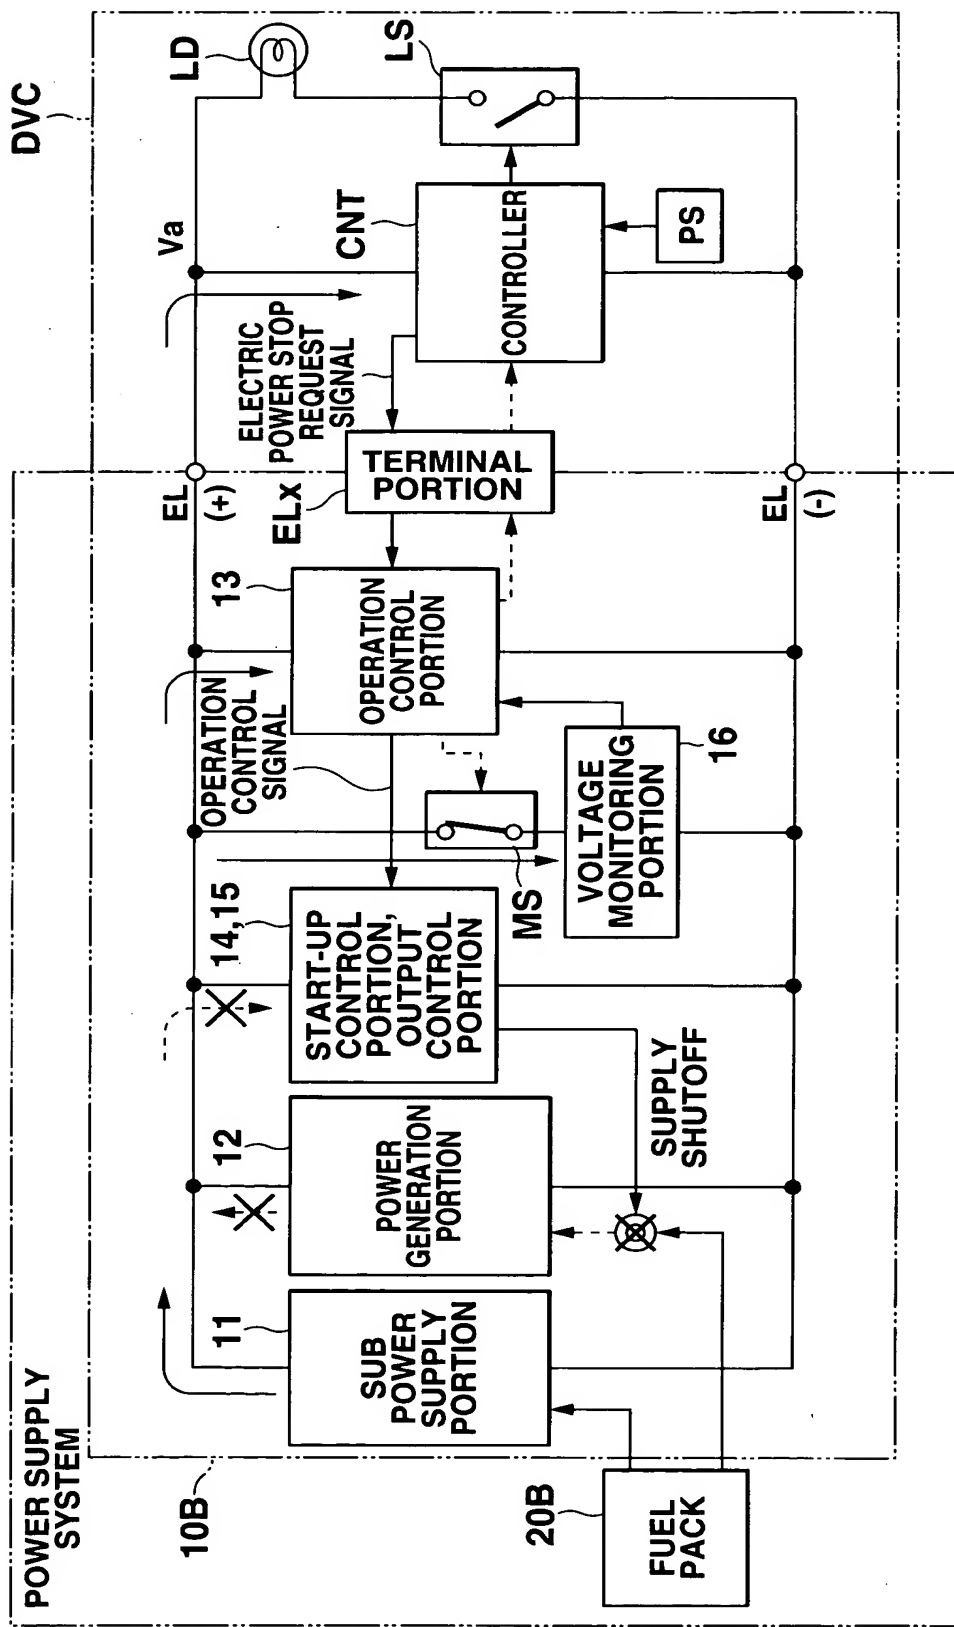 POWER SUPPLY
SYSTEM
DVC
10B
20B
FUEL
PACK
11
SUB
POWER
SUPPLY
PORTION
12
POWER
GENERATION
PORTION
SUPPLY
SHUTOFF
14,15
START-UP
CONTROL
PORTION,
OUTPUT
CONTROL
PORTION
MS
OPERATION
CONTROL
SIGNAL
13
OPERATION
CONTROL
PORTION
VOLTAGE
MONITORING
PORTION
16
EL
(+)
ELx
TERMINAL
PORTION
EL
(-)
ELECTRIC
POWER STOP
REQUEST
SIGNAL
Va
CNT
CONTROLLER
PS
LD
LS